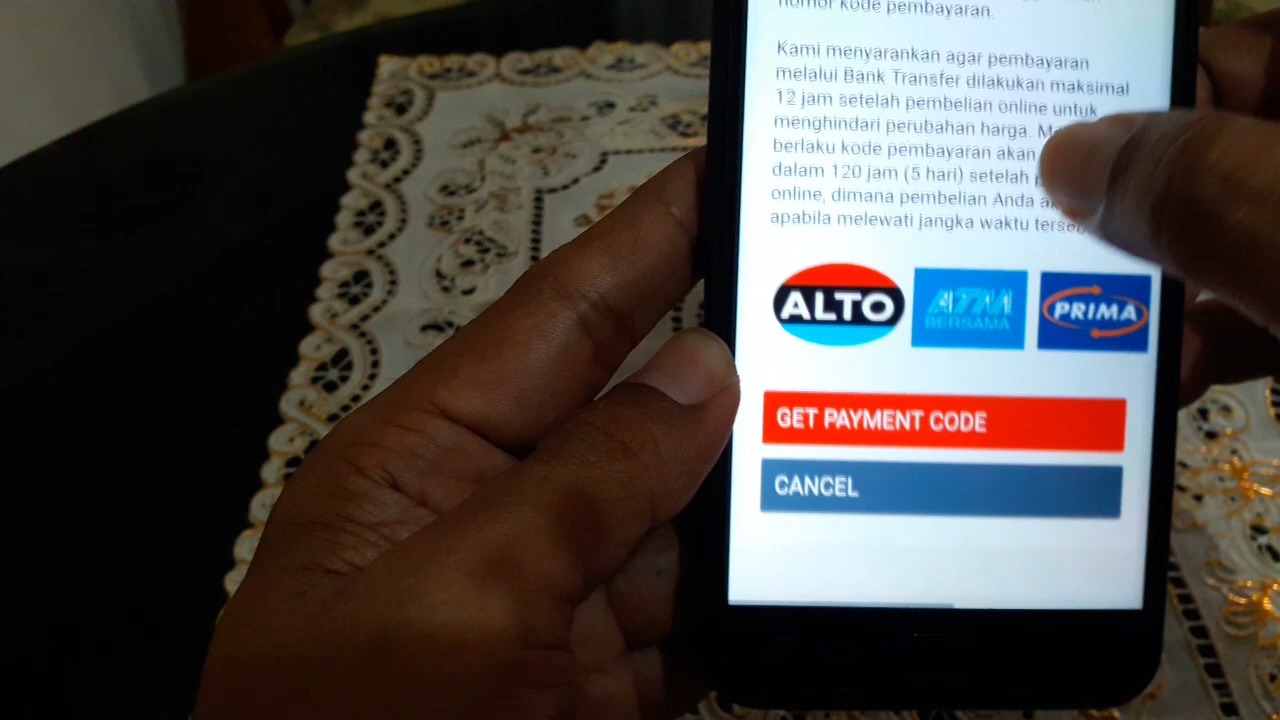 nomor kode pembayaran.
Kami menyarankan agar pembayaran
melalui Bank Transfer dilakukan maksimal
12 jam setelah pembelian online untuk
menghindari perubahan harga.
berlaku kode pembayaran akan
dalam 120 jam (5 hari) setelah
online, dimana pembelian Anda
apabila melewati jangka waktu
ALTO
ATM
BERSAMA
PRIMA
GET PAYMENT CODE
CANCEL